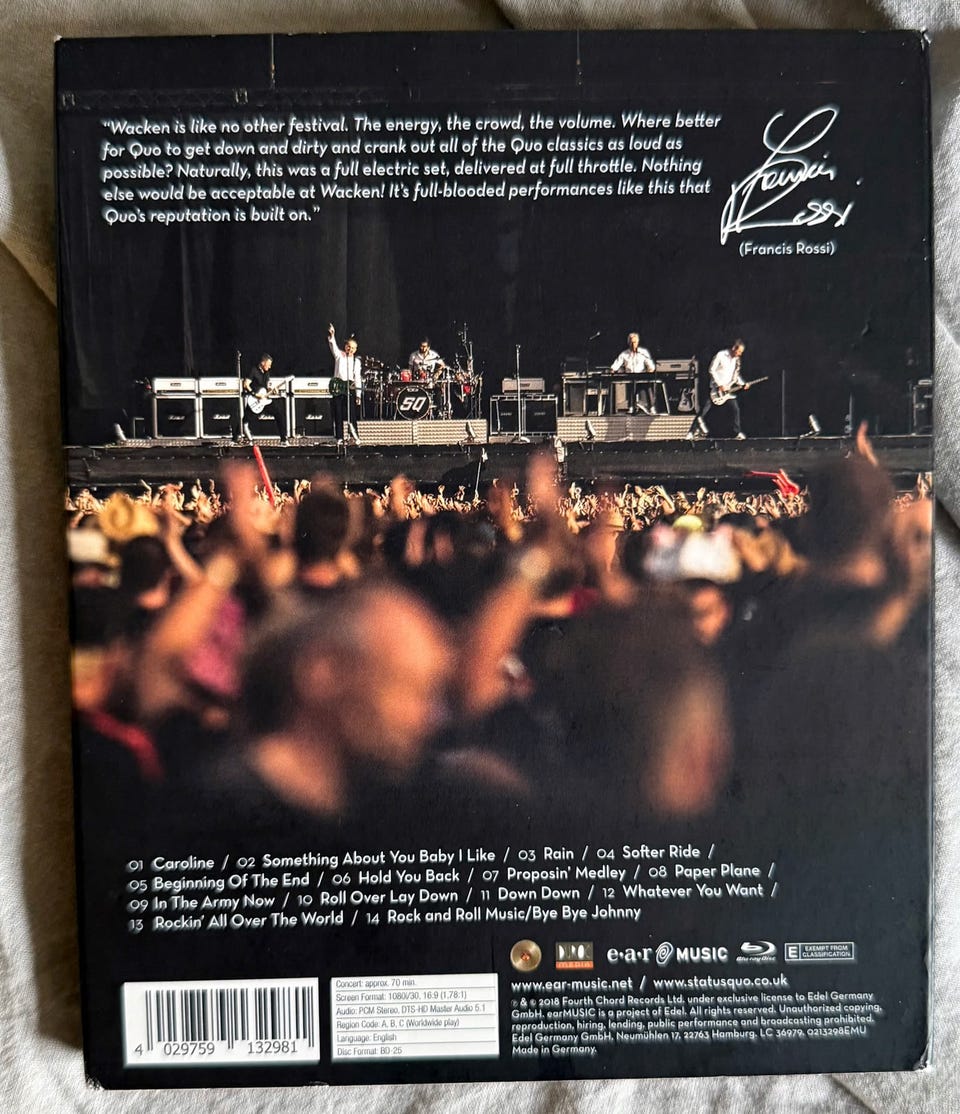 "Wacken is like no other festival. The energy, the crowd, the volume. Where better
for Quo to get down and dirty and crank out all of the Quo classics as loud as
possible? Naturally, this was a full electric set, delivered at full throttle. Nothing
else would be acceptable at Wacken! It's full-blooded performances like this that
Quo's reputation is built on."
Francis Rossi
(Francis Rossi)
SQ
01 Caroline / 02 Something About You Baby I Like / 03 Rain / 04 Softer Ride /
05 Beginning Of The End / 06 Hold You Back / 07 Proposin' Medley / 08 Paper Plane /
09 In The Army Now / 10 Roll Over Lay Down / 11 Down Down / 12 Whatever You Want /
13 Rockin' All Over The World / 14 Rock and Roll Music/Bye Bye Johnny
e·a·r MUSIC Blu-ray Disc E EXEMPT FROM CLASSIFICATION
www.ear-music.net / www.statusquo.co.uk
℗ & © 2018 Fourth Chord Records Ltd. under exclusive license to Edel Germany
GmbH. earMUSIC is a project of Edel. All rights reserved. Unauthorized copying,
reproduction, hiring, lending, public performance and broadcasting prohibited.
Edel Germany GmbH, Neumühlen 17, 22763 Hamburg. LC 36979. 0213298EMU
Made in Germany.
Concert: approx. 70 min.
Screen Format: 1080i/30, 16:9 (1,78:1)
Audio: PCM Stereo, DTS-HD Master Audio 5.1
Region Code: A, B, C (Worldwide play)
Language: English
Disc Format: BD-25
4 029759 132981